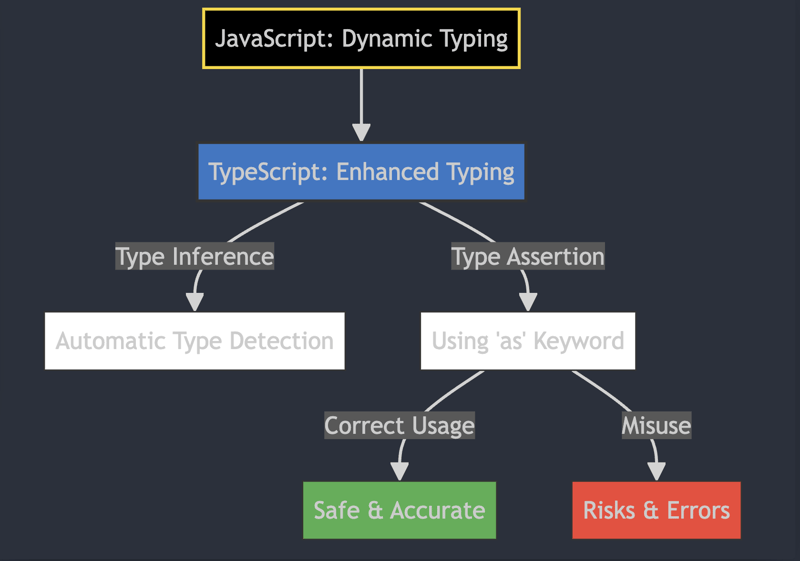 JavaScript: Dynamic Typing
TypeScript: Enhanced Typing
Type Inference
Type Assertion
Automatic Type Detection
Using 'as' Keyword
Correct Usage
Misuse
Safe & Accurate
Risks & Errors